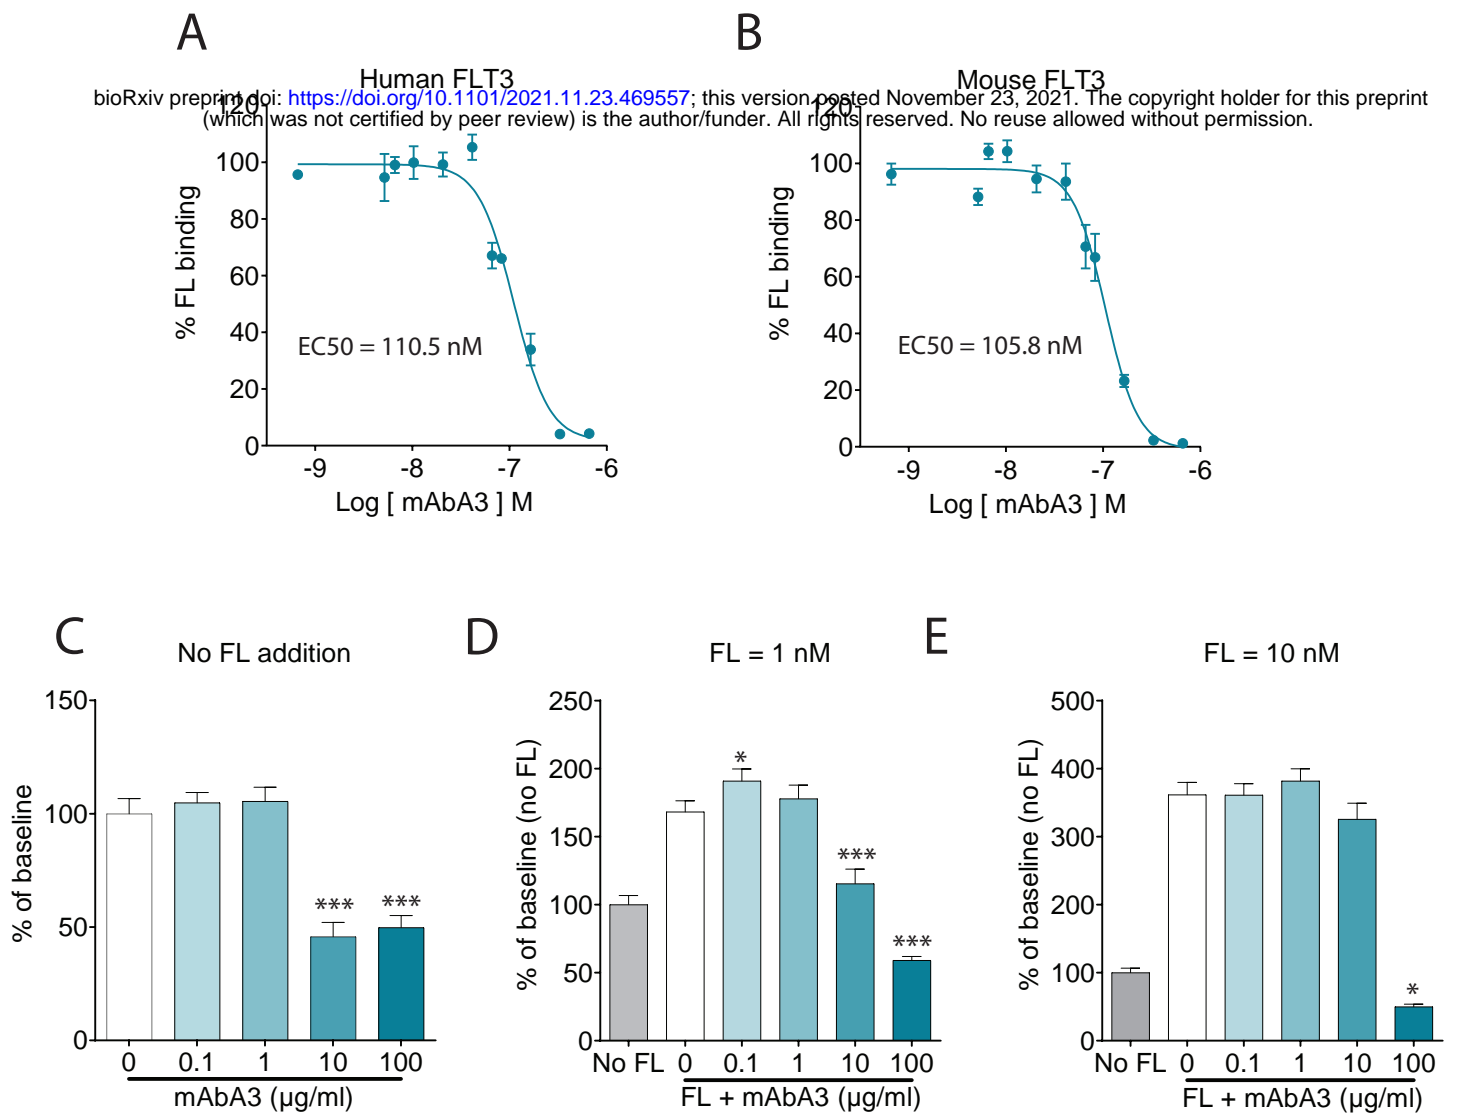 A
B
Human FLT3
Mouse FLT3
bioRxiv preprint doi: https://doi.org/10.1101/2021.11.23.469557; this version posted November 23, 2021. The copyright holder for this preprint
(which was not certified by peer review) is the author/funder. All rights reserved. No reuse allowed without permission.
120
100
80
60
40
20
0
% FL binding
EC50 = 110.5 nM
-9 -8 -7 -6
Log [ mAbA3 ] M
120
100
80
60
40
20
0
% FL binding
EC50 = 105.8 nM
-9 -8 -7 -6
Log [ mAbA3 ] M
C
No FL addition
150
100
50
0
% of baseline
*** ***
0 0.1 1 10 100
mAbA3 (µg/ml)
D
FL = 1 nM
250
200
150
100
50
0
% of baseline (no FL)
*
***
***
No FL 0 0.1 1 10 100
FL + mAbA3 (µg/ml)
E
FL = 10 nM
500
400
300
200
100
0
% of baseline (no FL)
*
No FL 0 0.1 1 10 100
FL + mAbA3 (µg/ml)